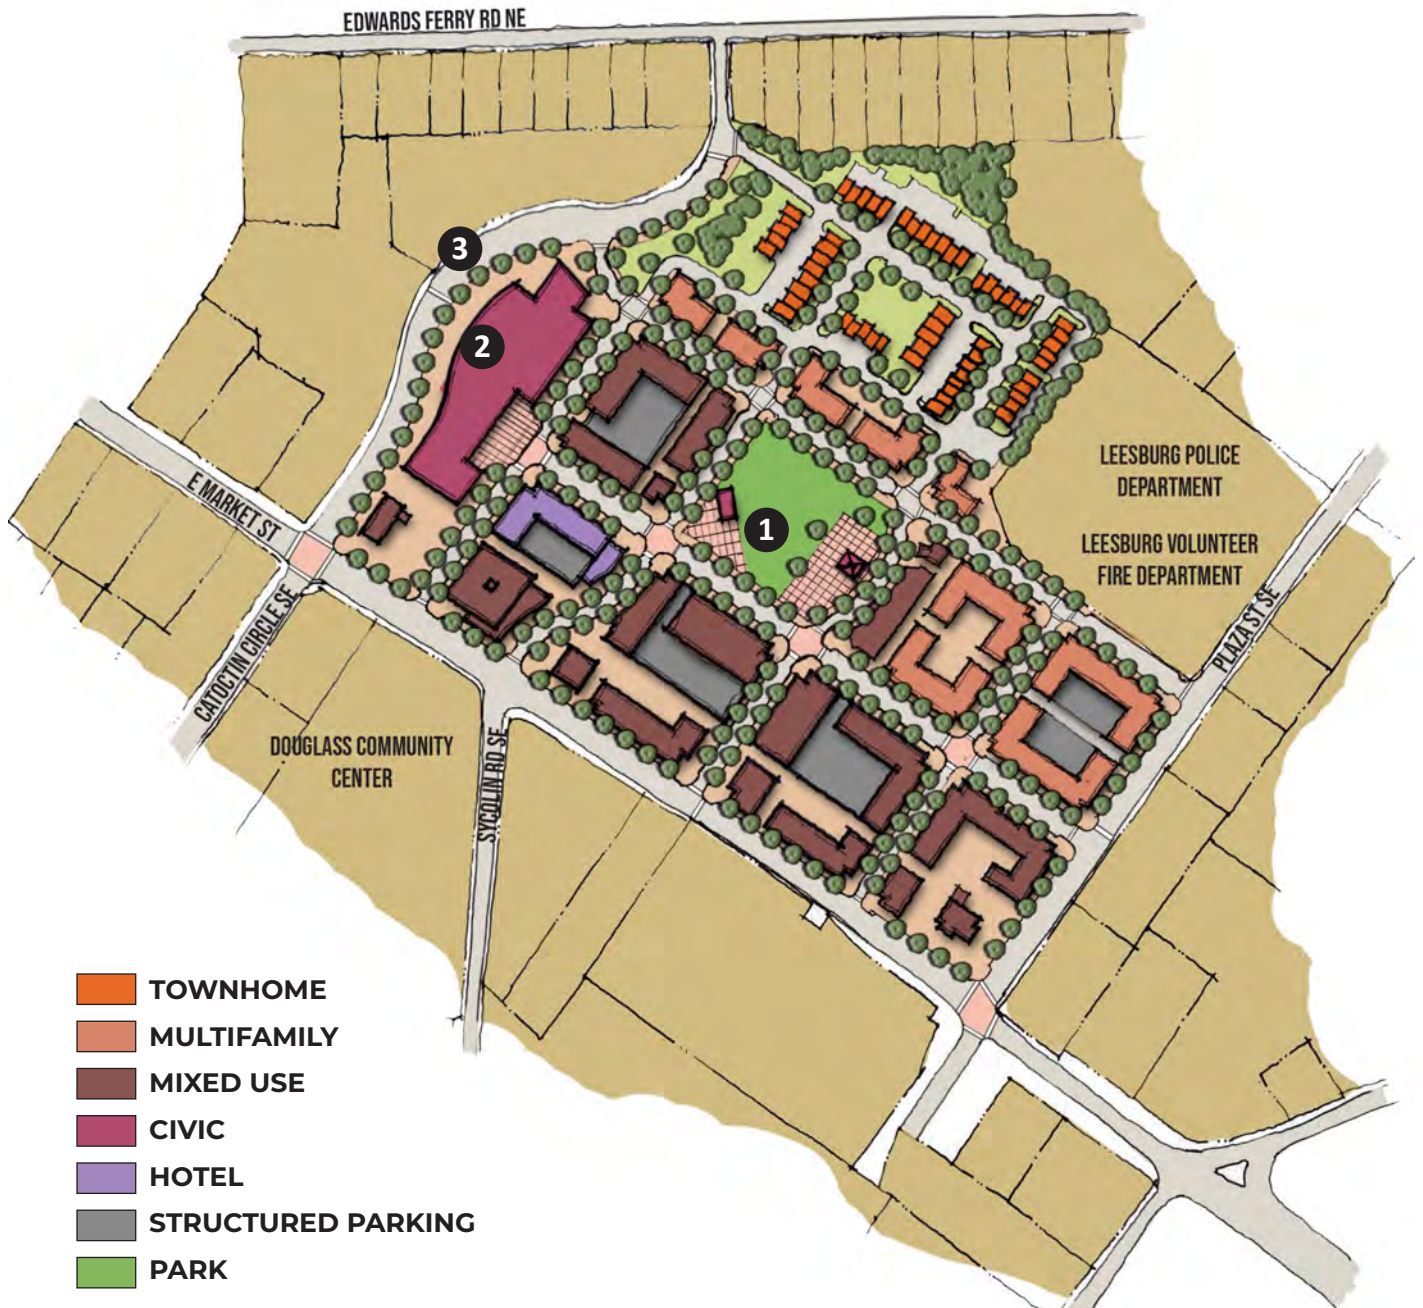 EDWARDS FERRY RD NE
3
2
LEESBURG POLICE
DEPARTMENT
E MARKET ST
1
LEESBURG VOLUNTEER
FIRE DEPARTMENT
PLAZA ST SE
CATOCTIN CIRCLE SE
DOUGLASS COMMUNITY
CENTER
SYCOLIN RD SE
TOWNHOME
MULTIFAMILY
MIXED USE
CIVIC
HOTEL
STRUCTURED PARKING
PARK